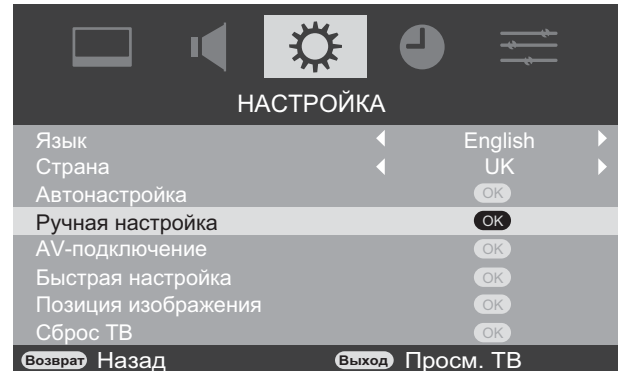 НАСТРОЙКА
Язык English
Страна UK
Автонастройка OK
Ручная настройка OK
AV-подключение OK
Быстрая настройка OK
Позиция изображения OK
Сброс ТВ OK
Возврат Назад Выход Просм. ТВ